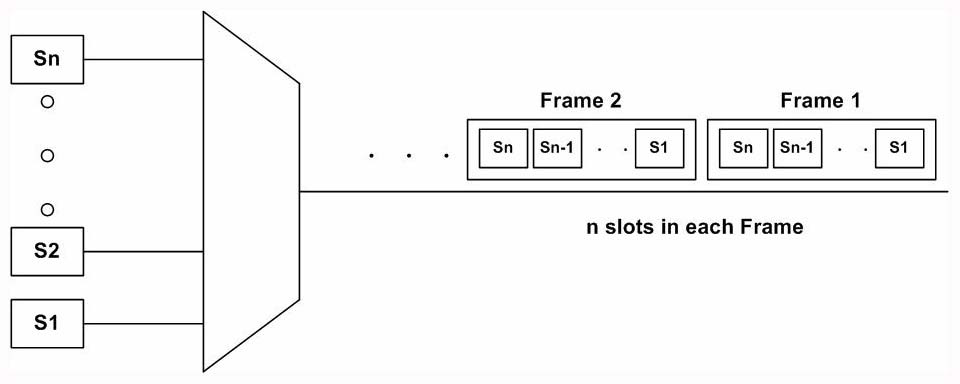 Sn
S2
S1
Frame 2
Frame 1
Sn Sn-1 . . S1
Sn Sn-1 . . S1
. . .
n slots in each Frame